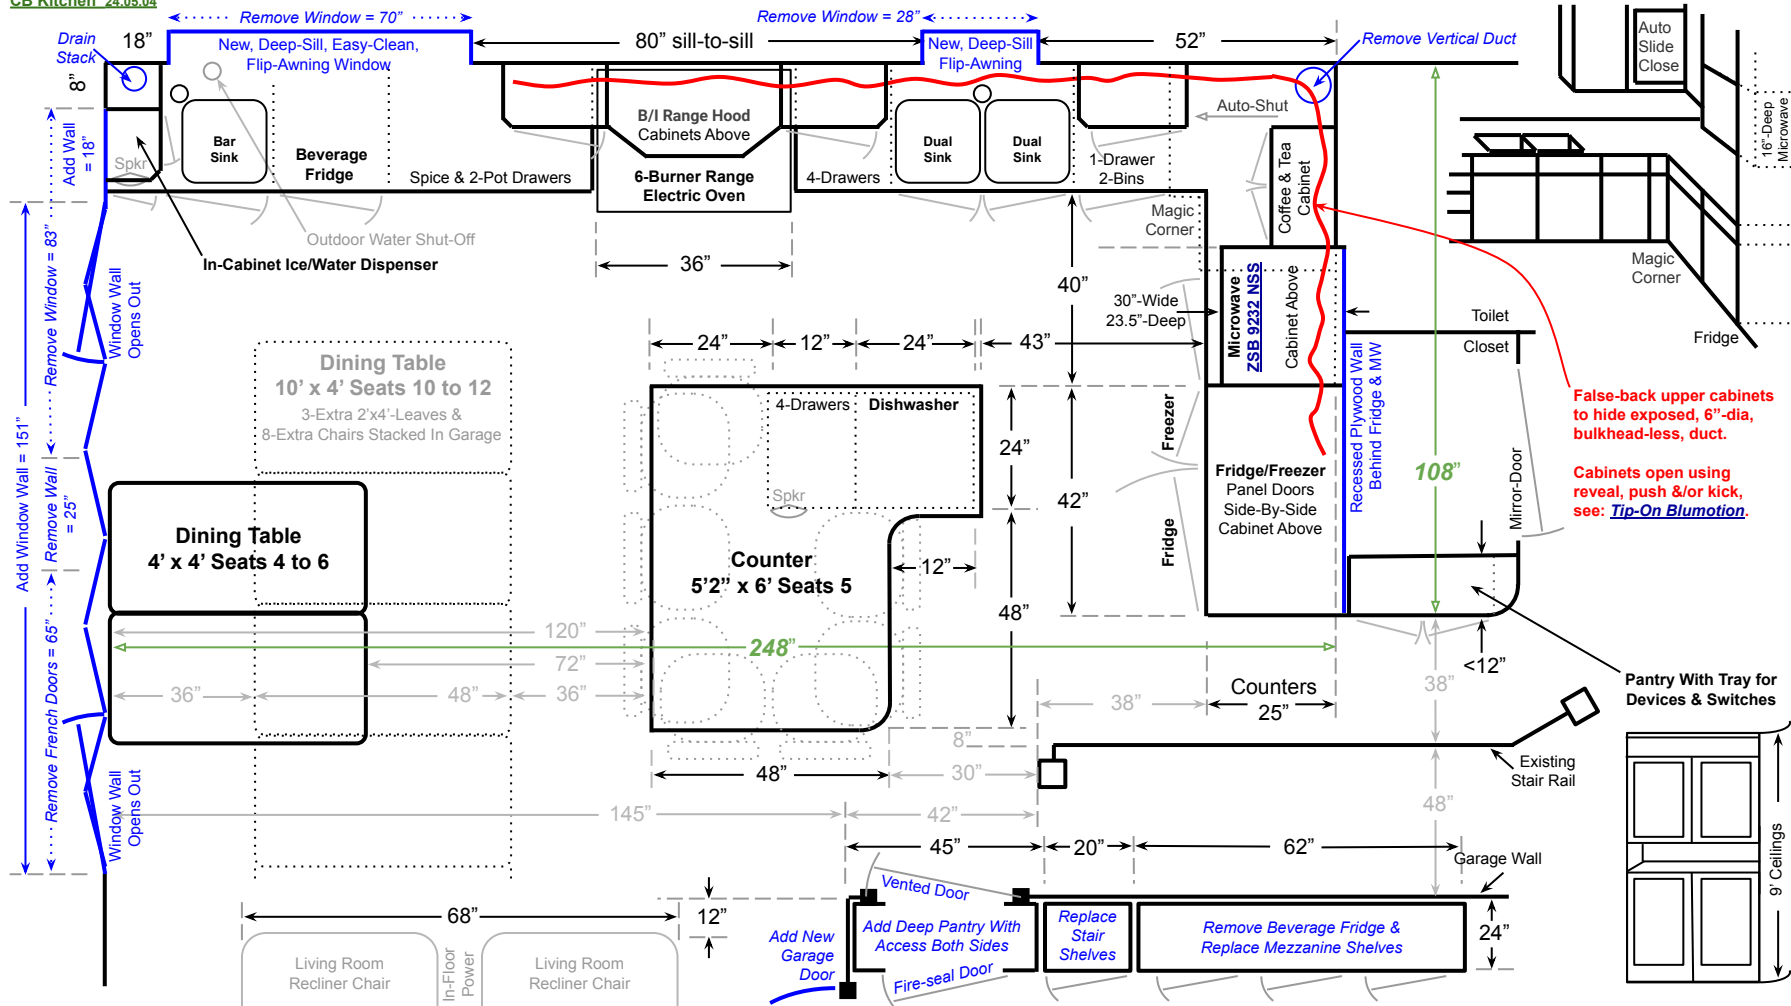 CB Kitchen 24.05.04
Drain
Stack
18”
8”
Remove Window = 70”
New, Deep-Sill, Easy-Clean,
Flip-Awning Window
80” sill-to-sill
Remove Window = 28”
New, Deep-Sill
Flip-Awning
52”
Remove Vertical Duct
Auto
Slide
Close
16”-Deep
Microwave
Add Wall
= 18”
Spkr
Bar
Sink
Beverage
Fridge
Spice & 2-Pot Drawers
B/I Range Hood
Cabinets Above
6-Burner Range
Electric Oven
4-Drawers
Dual
Sink
Dual
Sink
1-Drawer
2-Bins
Auto-Shut
Coffee & Tea
Cabinet
Magic
Corner
Magic
Corner
Fridge
Outdoor Water Shut-Off
In-Cabinet Ice/Water Dispenser
36”
40”
30”-Wide
23.5”-Deep
Microwave
ZSB 9232 NSS
Cabinet Above
Toilet
Closet
Remove Window = 83”
Window Wall
Opens Out
Dining Table
10’ x 4’ Seats 10 to 12
3-Extra 2’x4’-Leaves &
8-Extra Chairs Stacked In Garage
24”
12”
24”
43”
4-Drawers
Dishwasher
Spkr
24”
Freezer
42”
Fridge
Fridge/Freezer
Panel Doors
Side-By-Side
Cabinet Above
Recessed Plywood Wall
Behind Fridge & MW
108”
Mirror-Door
False-back upper cabinets
to hide exposed, 6”-dia,
bulkhead-less, duct.
Cabinets open using
reveal, push &/or kick,
see: Tip-On Blumotion.
Add Window Wall = 151”
Remove Wall
= 25”
Dining Table
4’ x 4’ Seats 4 to 6
Counter
5’2” x 6’ Seats 5
12”
48”
Remove French Doors = 65”
120”
248”
72”
36”
48”
36”
<12”
38”
38”
Counters
25”
Pantry With Tray for
Devices & Switches
8”
48”
30”
Existing
Stair Rail
Window Wall
Opens Out
145”
42”
48”
45”
20”
62”
Garage Wall
9’ Ceilings
68”
12”
Vented Door
Add Deep Pantry With
Access Both Sides
Fire-seal Door
Replace
Stair
Shelves
Remove Beverage Fridge &
Replace Mezzanine Shelves
24”
Add New
Garage
Door
Living Room
Recliner Chair
In-Floor
Power
Living Room
Recliner Chair